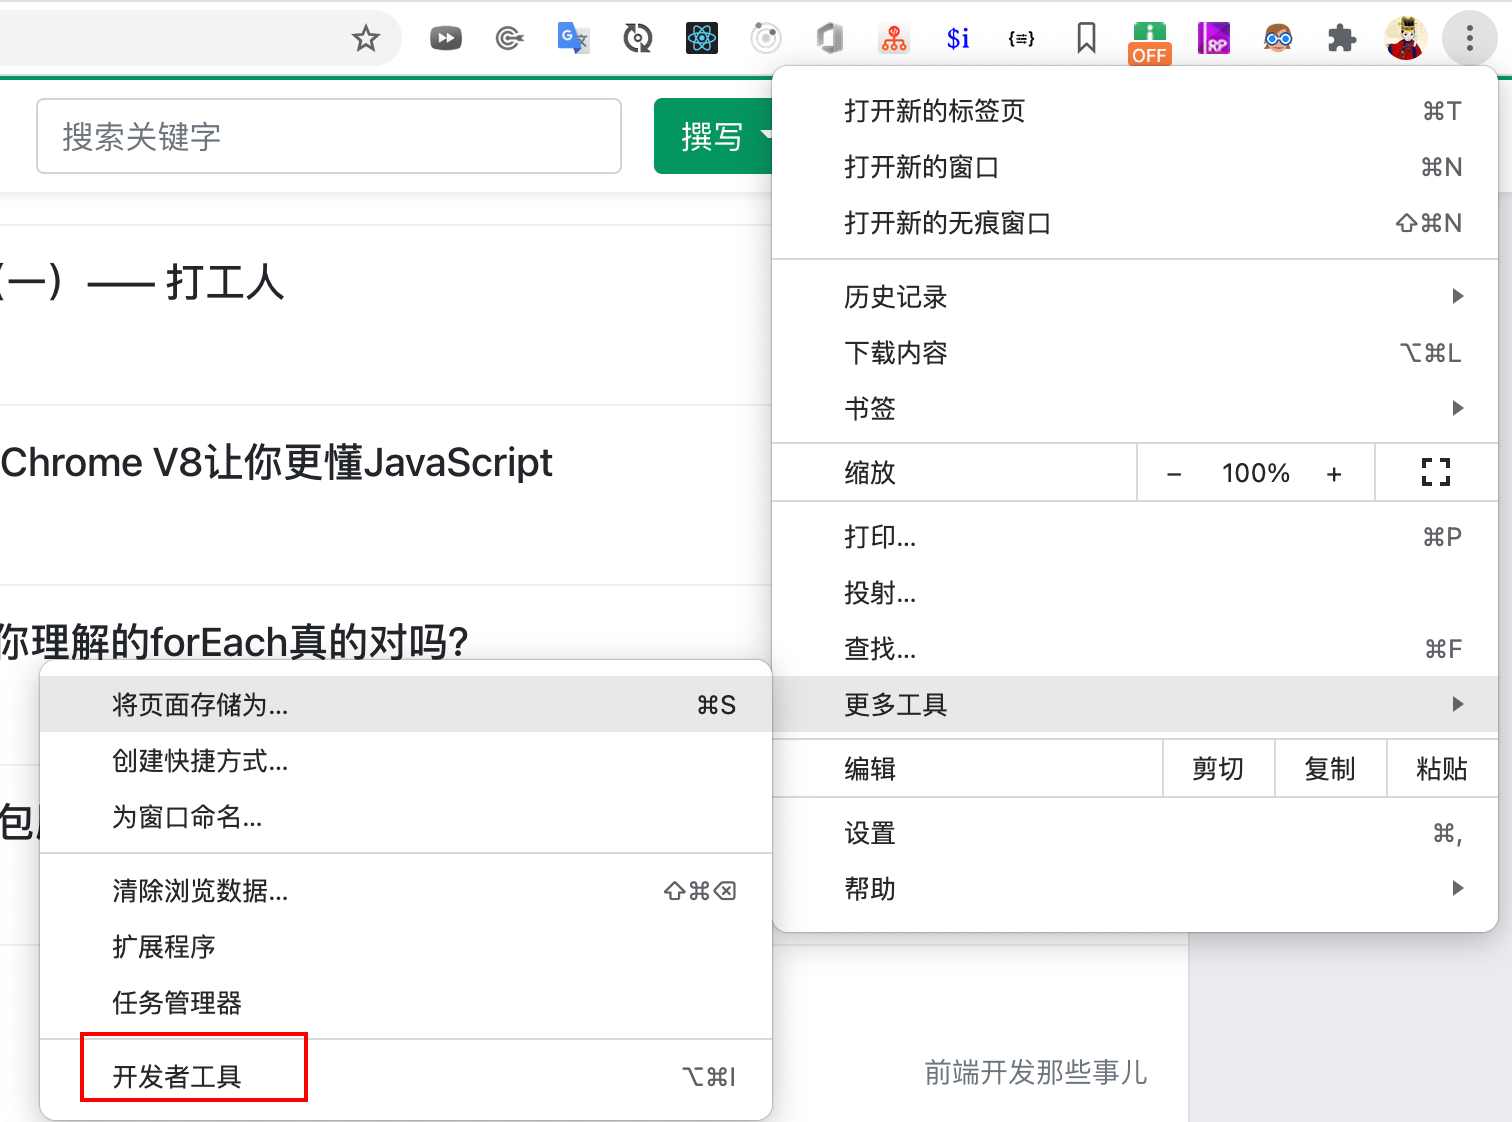 $i
{≡}
OFF
RP
搜索关键字
撰写
(一) —— 打工人
Chrome V8让你更懂JavaScript
你理解的forEach真的对吗?
包
前端开发那些事儿
打开新的标签页 ⌘T
打开新的窗口 ⌘N
打开新的无痕窗口 ⇧⌘N
历史记录
下载内容 ⌥⌘L
书签
缩放 − 100% +
打印... ⌘P
投射...
查找... ⌘F
更多工具
编辑 剪切 复制 粘贴
设置 ⌘,
帮助
将页面存储为... ⌘S
创建快捷方式...
为窗口命名...
清除浏览数据... ⇧⌘⌫
扩展程序
任务管理器
开发者工具 ⌥⌘I